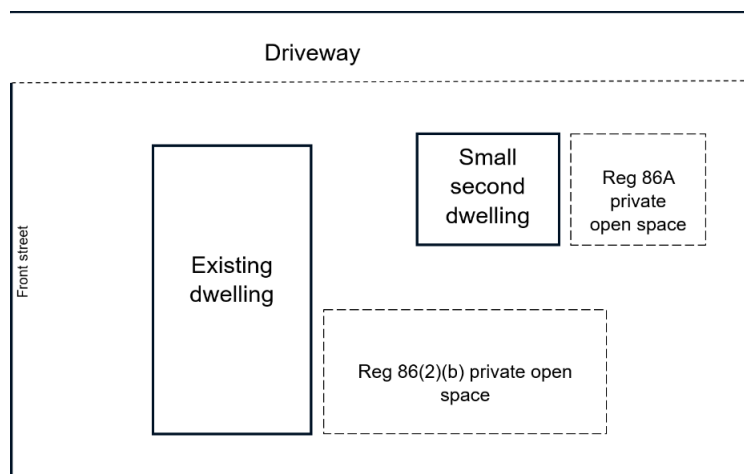 Driveway
Small
second
dwelling
Reg 86A
private
open space
Front street
Existing
dwelling
Reg 86(2)(b) private open
space